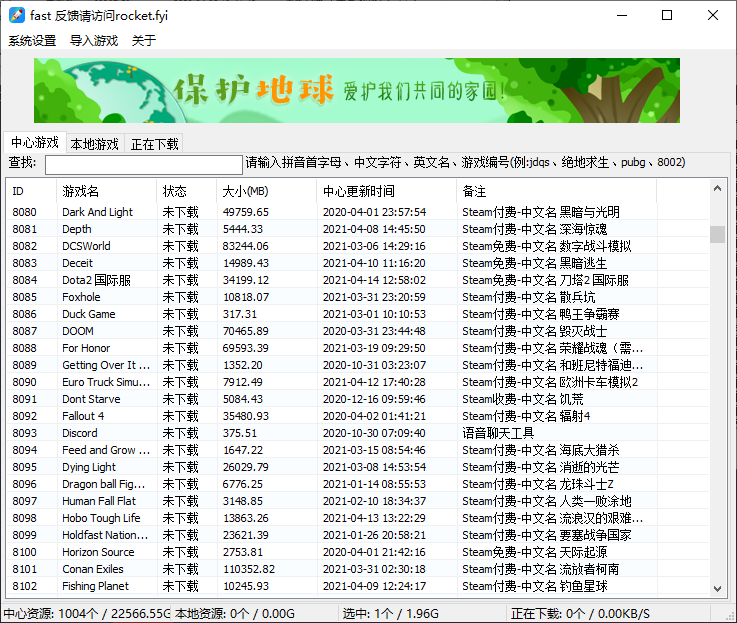 fast 反馈请访问rocket.fyi
系统设置 导入游戏 关于
保护地球 爱护我们共同的家园!
中心游戏 本地游戏 正在下载
查找: 请输入拼音首字母、中文字符、英文名、游戏编号(例:jdqs、绝地求生、pubg、8002)
ID 游戏名 状态 大小(MB) 中心更新时间 备注
8080 Dark And Light 未下载 49759.65 2020-04-01 23:57:54 Steam付费-中文名 黑暗与光明
8081 Depth 未下载 5444.33 2021-04-08 14:45:50 Steam付费-中文名 深海惊魂
8082 DCSWorld 未下载 83244.06 2021-03-06 14:29:16 Steam免费-中文名 数字战斗模拟
8083 Deceit 未下载 14989.43 2021-04-10 11:16:20 Steam免费-中文名 黑暗逃生
8084 Dota2 国际服 未下载 34199.12 2021-04-14 12:58:02 Steam免费-中文名 刀塔2 国际服
8085 Foxhole 未下载 10818.07 2021-03-31 23:20:59 Steam付费-中文名 散兵坑
8086 Duck Game 未下载 317.31 2021-03-01 10:10:53 Steam付费-中文名 鸭王争霸赛
8087 DOOM 未下载 70465.89 2020-03-31 23:44:48 Steam付费-中文名 毁灭战士
8088 For Honor 未下载 69593.39 2021-03-19 09:29:50 Steam付费-中文名 荣耀战魂（需...
8089 Getting Over It ... 未下载 1352.20 2020-10-31 03:23:07 Steam付费-中文名 和班尼特福迪...
8090 Euro Truck Simu... 未下载 7912.49 2021-04-12 17:40:28 Steam付费-中文名 欧洲卡车模拟2
8091 Dont Starve 未下载 5084.43 2020-12-16 09:59:46 Steam收费-中文名 饥荒
8092 Fallout 4 未下载 35480.93 2020-04-02 01:41:21 Steam付费-中文名 辐射4
8093 Discord 未下载 375.51 2020-10-30 07:09:40 语音聊天工具
8094 Feed and Grow ... 未下载 1647.22 2021-03-15 08:54:46 Steam付费-中文名 海底大猎杀
8095 Dying Light 未下载 26029.79 2021-03-08 14:53:54 Steam付费-中文名 消逝的光芒
8096 Dragon ball Fig... 未下载 6776.25 2021-01-14 08:55:53 Steam付费-中文名 龙珠斗士Z
8097 Human Fall Flat 未下载 3148.85 2021-02-10 18:34:37 Steam付费-中文名 人类一败涂地
8098 Hobo Tough Life 未下载 13863.26 2021-04-13 13:22:29 Steam付费-中文名 流浪汉的艰难...
8099 Holdfast Nation... 未下载 23621.39 2021-01-26 20:58:21 Steam付费-中文名 要塞战争国家
8100 Horizon Source 未下载 2753.81 2020-04-01 21:42:16 Steam免费-中文名 天际起源
8101 Conan Exiles 未下载 110352.82 2021-03-31 02:30:18 Steam付费-中文名 流放者柯南
8102 Fishing Planet 未下载 10245.93 2021-04-09 12:24:17 Steam付费-中文名 钓鱼星球
中心资源: 1004个 / 22566.55G 本地资源: 0个 / 0.00G 选中: 1个 / 1.96G 正在下载: 0个 / 0.00KB/S